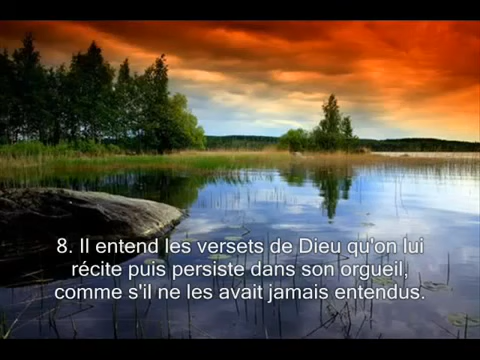 8. Il entend les versets de Dieu qu'on lui
récite puis persiste dans son orgueil,
comme s'il ne les avait jamais entendus.